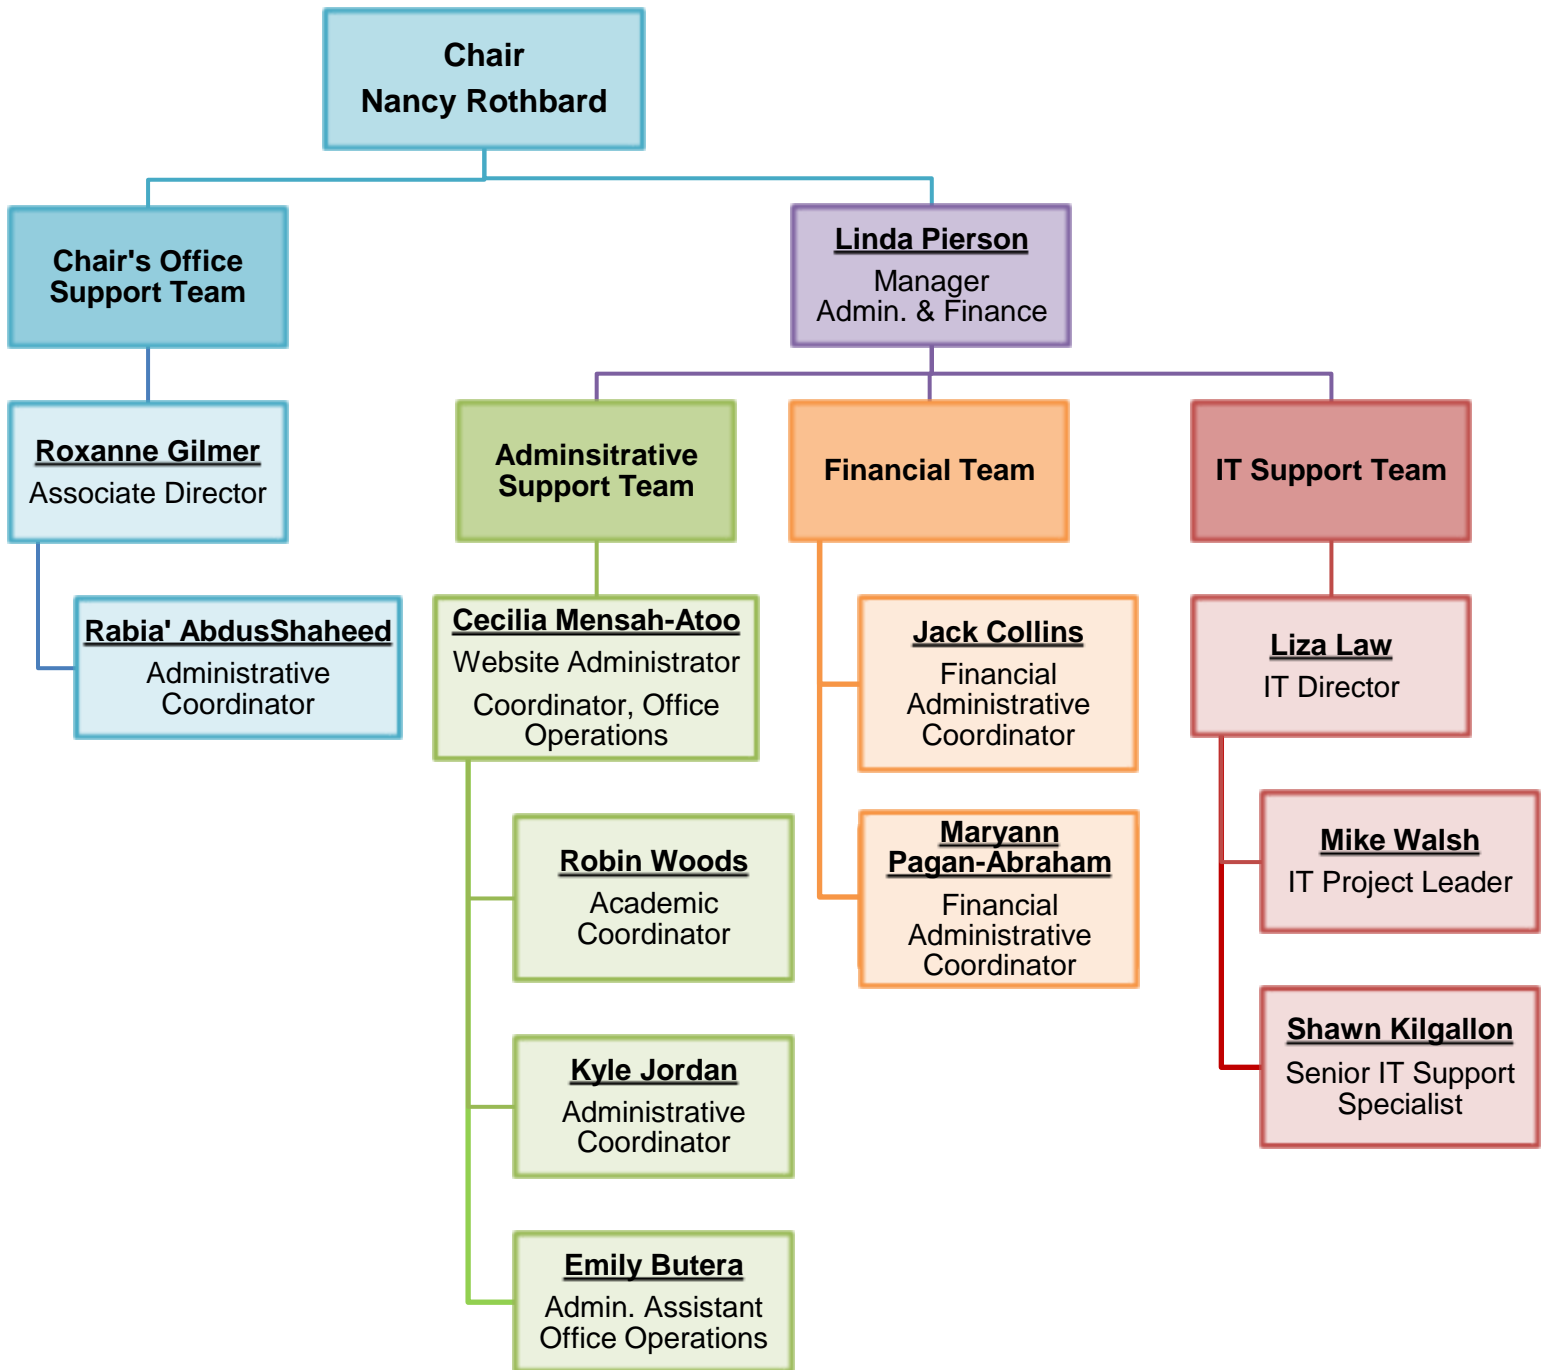 Chair
Nancy Rothbard
Chair's Office
Support Team
Linda Pierson
Manager
Admin. & Finance
Roxanne Gilmer
Associate Director
Rabia' AbdusShaheed
Administrative
Coordinator
Adminsitrative
Support Team
Cecilia Mensah-Atoo
Website Administrator
Coordinator, Office
Operations
Robin Woods
Academic
Coordinator
Kyle Jordan
Administrative
Coordinator
Emily Butera
Admin. Assistant
Office Operations
Financial Team
Jack Collins
Financial
Administrative
Coordinator
Maryann
Pagan-Abraham
Financial
Administrative
Coordinator
IT Support Team
Liza Law
IT Director
Mike Walsh
IT Project Leader
Shawn Kilgallon
Senior IT Support
Specialist